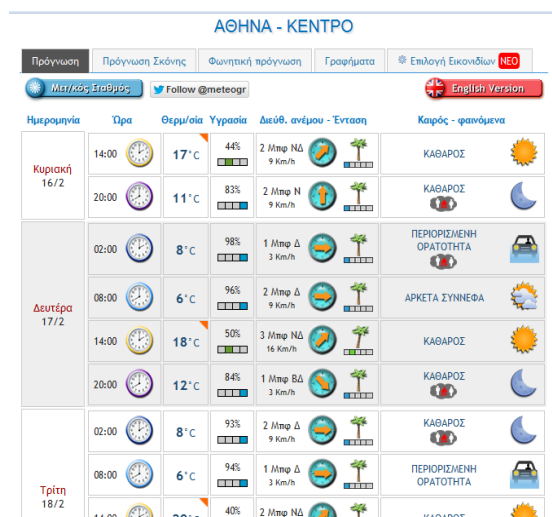 ΑΘΗΝΑ - ΚΕΝΤΡΟ
Πρόγνωση Πρόγνωση Σκόνης Φωνητική πρόγνωση Γραφήματα Επιλογή Εικονιδίων ΝΕΟ
Μετ/κός Σταθμός Follow @meteogr English Version
Ημερομηνία Ώρα Θερμ/σία Υγρασία Διεύθ. ανέμου - Ένταση Καιρός - φαινόμενα
Κυριακή
16/2
14:00 17°C 44% 2 Μπφ ΝΔ ΚΑΘΑΡΟΣ
9 Km/h
20:00 11°C 83% 2 Μπφ Ν ΚΑΘΑΡΟΣ
9 Km/h
Δευτέρα
17/2
02:00 8°C 98% 1 Μπφ Δ ΠΕΡΙΟΡΙΣΜΕΝΗ
3 Km/h ΟΡΑΤΟΤΗΤΑ
08:00 6°C 96% 2 Μπφ Δ ΑΡΚΕΤΑ ΣΥΝΝΕΦΑ
9 Km/h
14:00 18°C 50% 3 Μπφ ΝΔ ΚΑΘΑΡΟΣ
16 Km/h
20:00 12°C 84% 1 Μπφ ΒΔ ΚΑΘΑΡΟΣ
3 Km/h
Τρίτη
18/2
02:00 8°C 93% 2 Μπφ Δ ΚΑΘΑΡΟΣ
9 Km/h
08:00 6°C 94% 1 Μπφ Δ ΠΕΡΙΟΡΙΣΜΕΝΗ
3 Km/h ΟΡΑΤΟΤΗΤΑ
40% 2 Μπφ ΝΔ